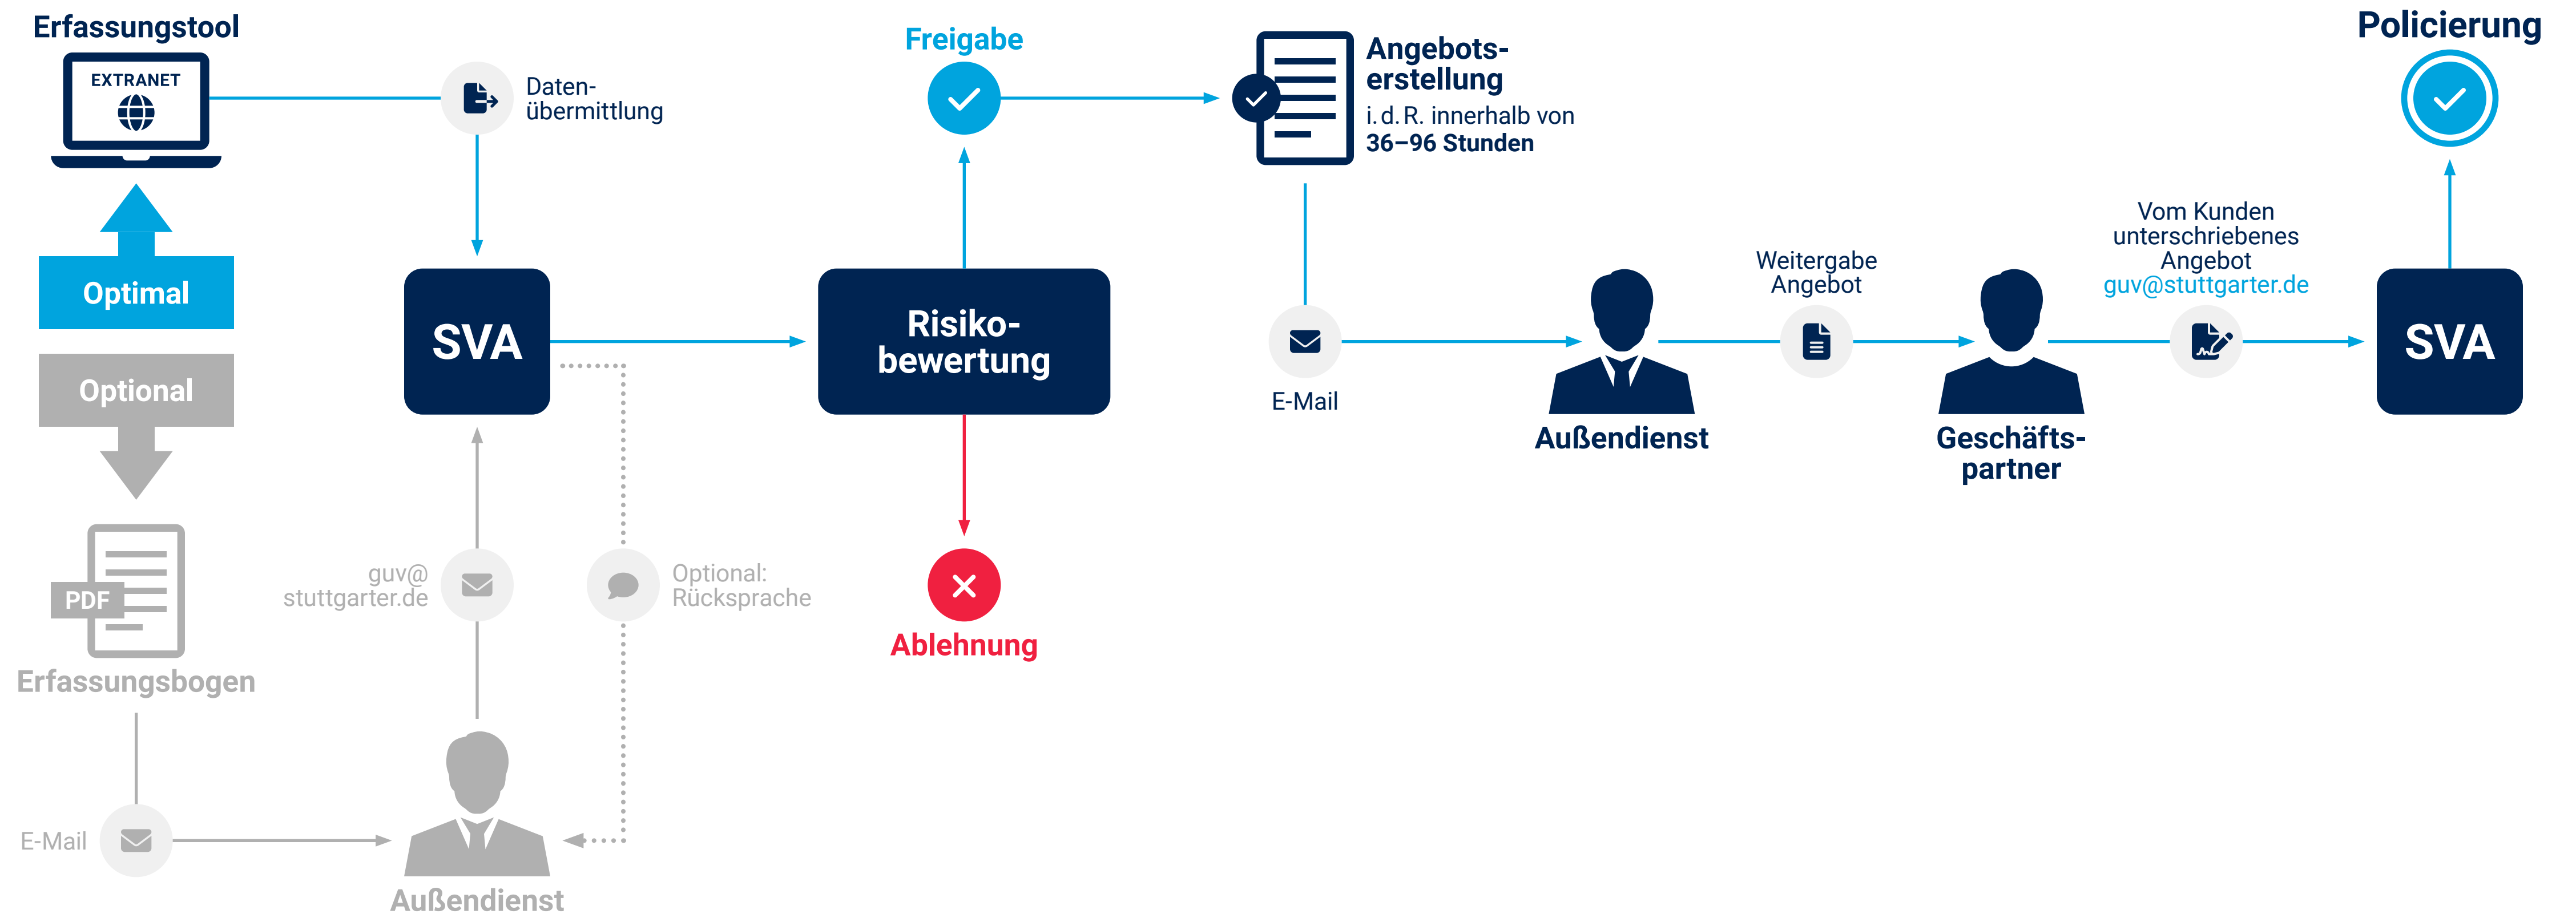 Erfassungstool
EXTRANET
Daten-
übermittlung
Optimal
Optional
PDF
Erfassungsbogen
E-Mail
Außendienst
guv@
stuttgarter.de
SVA
Optional:
Rücksprache
Risiko-
bewertung
Freigabe
Ablehnung
Angebots-
erstellung
i. d. R. innerhalb von
36–96 Stunden
E-Mail
Außendienst
Weitergabe
Angebot
Geschäfts-
partner
Vom Kunden
unterschriebenes
Angebot
guv@stuttgarter.de
SVA
Policierung